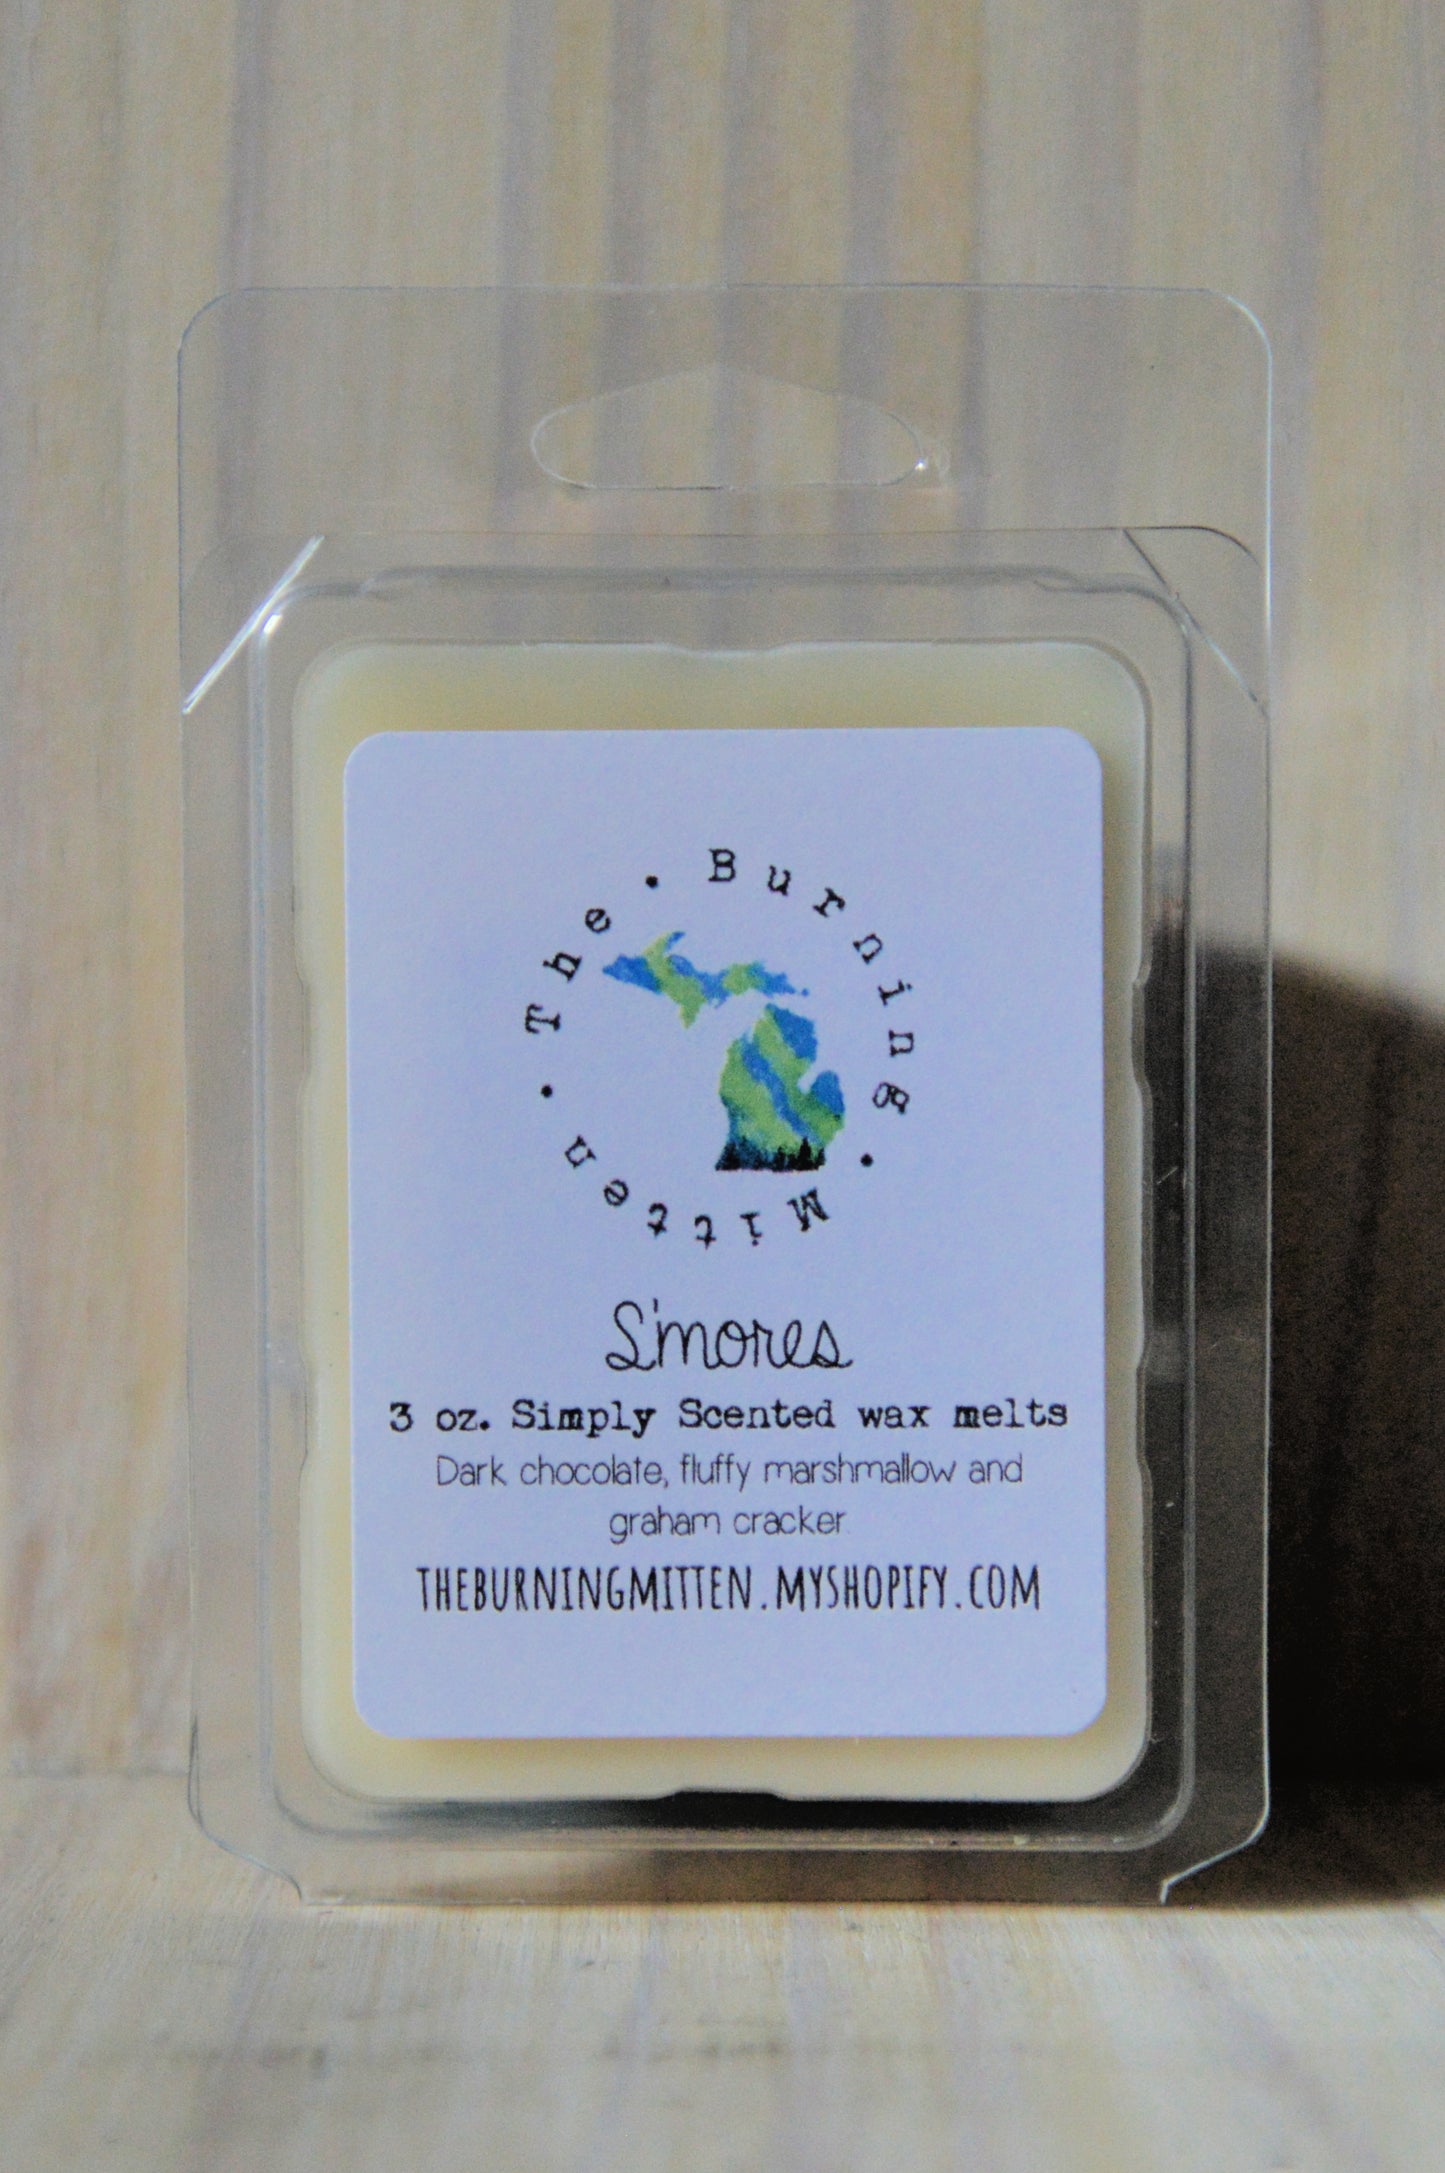 · The · Burning · Mitten
S'mores
3 oz. Simply Scented wax melts
Dark chocolate, fluffy marshmallow and
graham cracker
THEBURNINGMITTEN.MYSHOPIFY.COM